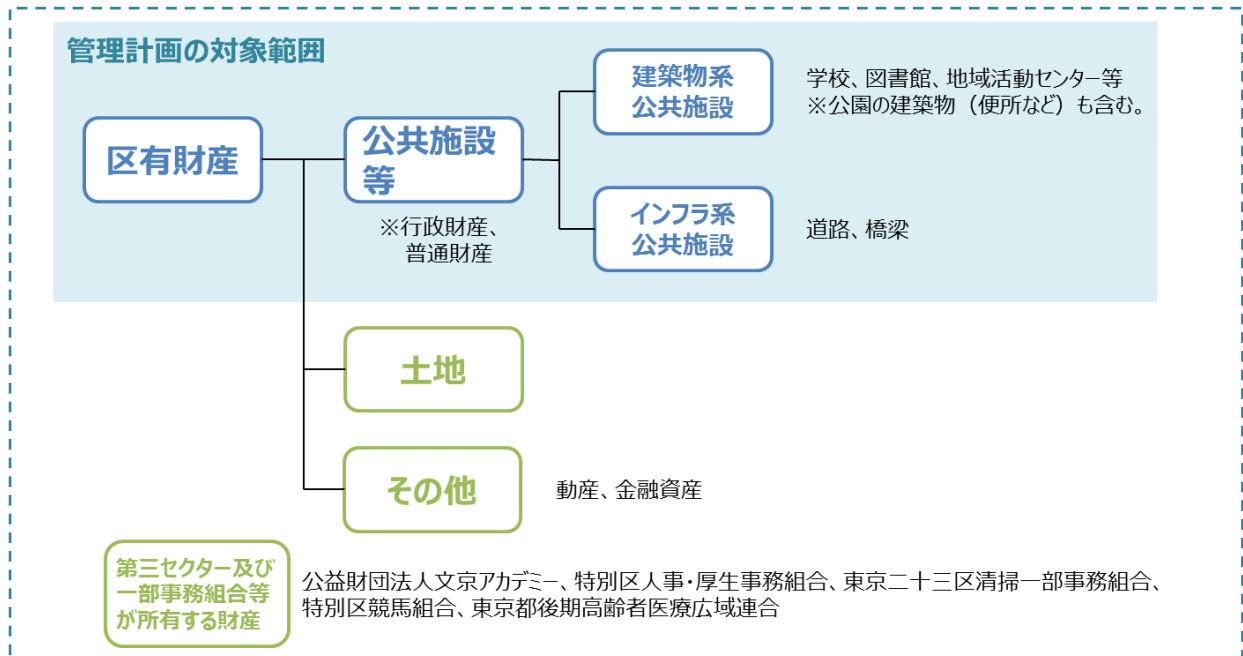 管理計画の対象範囲
区有財産
公共施設
等
※行政財産、
普通財産
建築物系
公共施設
学校、図書館、地域活動センター等
※公園の建築物（便所など）も含む。
インフラ系
公共施設
道路、橋梁
土地
その他
動産、金融資産
第三セクター及び
一部事務組合等
が所有する財産
公益財団法人文京アカデミー、特別区人事・厚生事務組合、東京二十三区清掃一部事務組合、
特別区競馬組合、東京都後期高齢者医療広域連合